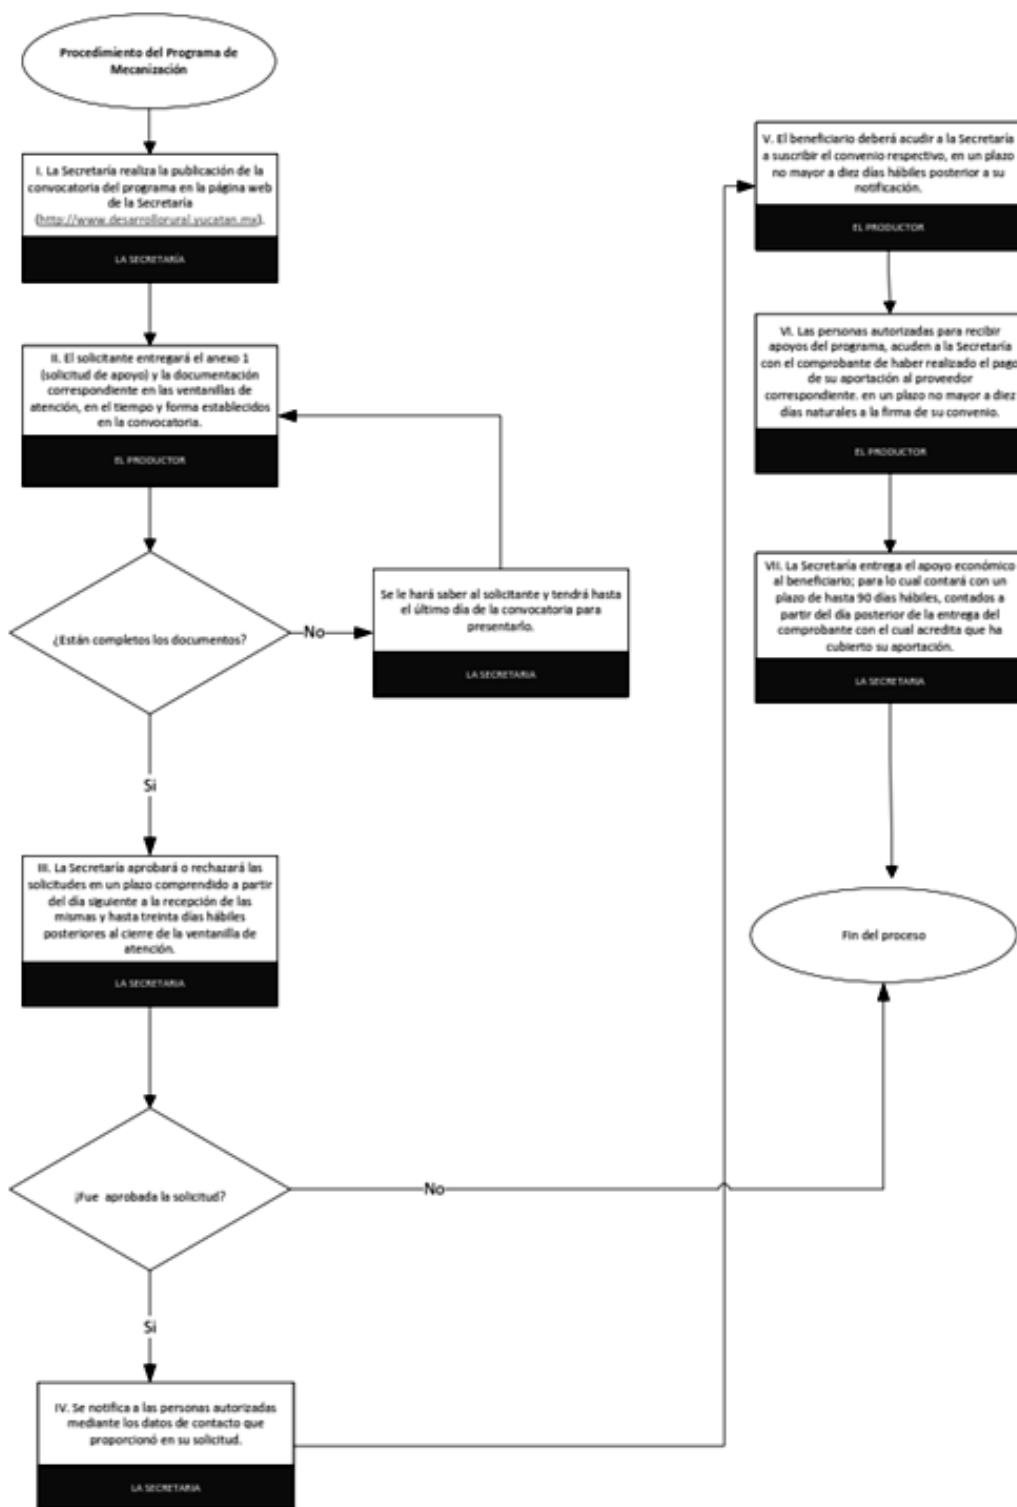 Procedimiento del Programa de
Mecanización
I. La Secretaría realiza la publicación de la
convocatoria del programa en la página web
de la Secretaría
(http://www.desarrollorural.yucatan.mx).
LA SECRETARÍA
II. El solicitante entregará el anexo 1
(solicitud de apoyo) y la documentación
correspondiente en las ventanillas de
atención, en el tiempo y forma establecidos
en la convocatoria.
EL PRODUCTOR
¿Están completos los documentos?
No
Se le hará saber al solicitante y tendrá hasta
el último día de la convocatoria para
presentarlo.
LA SECRETARIA
Si
III. La Secretaría aprobará o rechazará las
solicitudes en un plazo comprendido a partir
del día siguiente a la recepción de las
mismas y hasta treinta días hábiles
posteriores al cierre de la ventanilla de
atención.
LA SECRETARIA
¡Fue aprobada la solicitud?
No
Si
IV. Se notifica a las personas autorizadas
mediante los datos de contacto que
proporcionó en su solicitud.
LA SECRETARIA
V. El beneficiario deberá acudir a la Secretaría
a suscribir el convenio respectivo, en un plazo
no mayor a diez días hábiles posterior a su
notificación.
EL PRODUCTOR
VI. Las personas autorizadas para recibir
apoyos del programa, acuden a la Secretaría
con el comprobante de haber realizado el pago
de su aportación al proveedor
correspondiente. en un plazo no mayor a diez
días naturales a la firma de su convenio.
EL PRODUCTOR
VII. La Secretaría entrega el apoyo económico
al beneficiario; para lo cual contará con un
plazo de hasta 90 días hábiles, contados a
partir del día posterior de la entrega del
comprobante con el cual acredita que ha
cubierto su aportación.
LA SECRETARIA
Fin del proceso